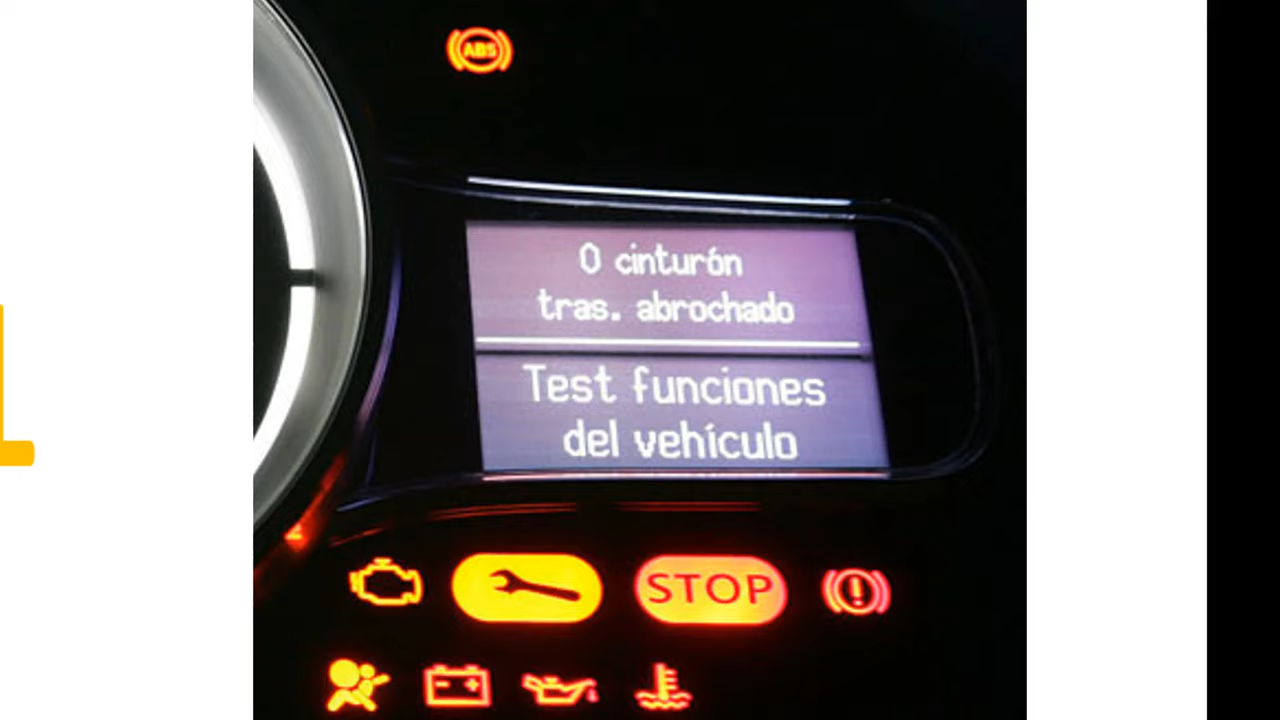 ABS
0 cinturón
tras. abrochado
Test funciones
del vehículo
STOP